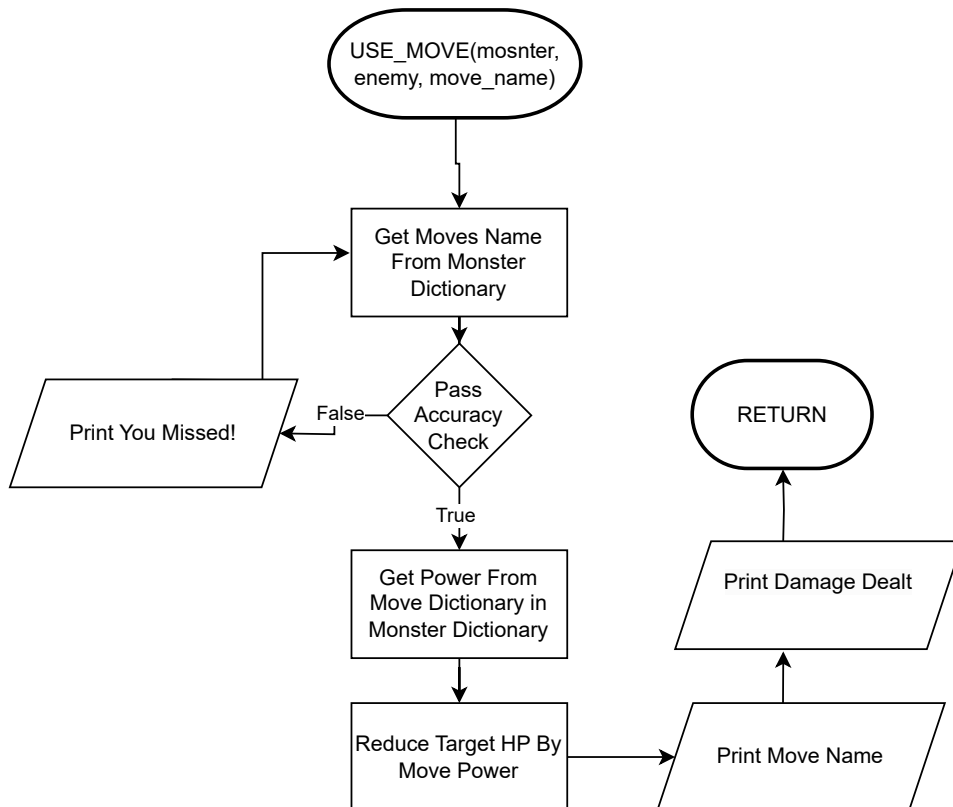 USE_MOVE(mosnter,
enemy, move_name)
Get Moves Name
From Monster
Dictionary
Pass
Accuracy
Check
False
Print You Missed!
True
Get Power From
Move Dictionary in
Monster Dictionary
Reduce Target HP By
Move Power
Print Move Name
Print Damage Dealt
RETURN